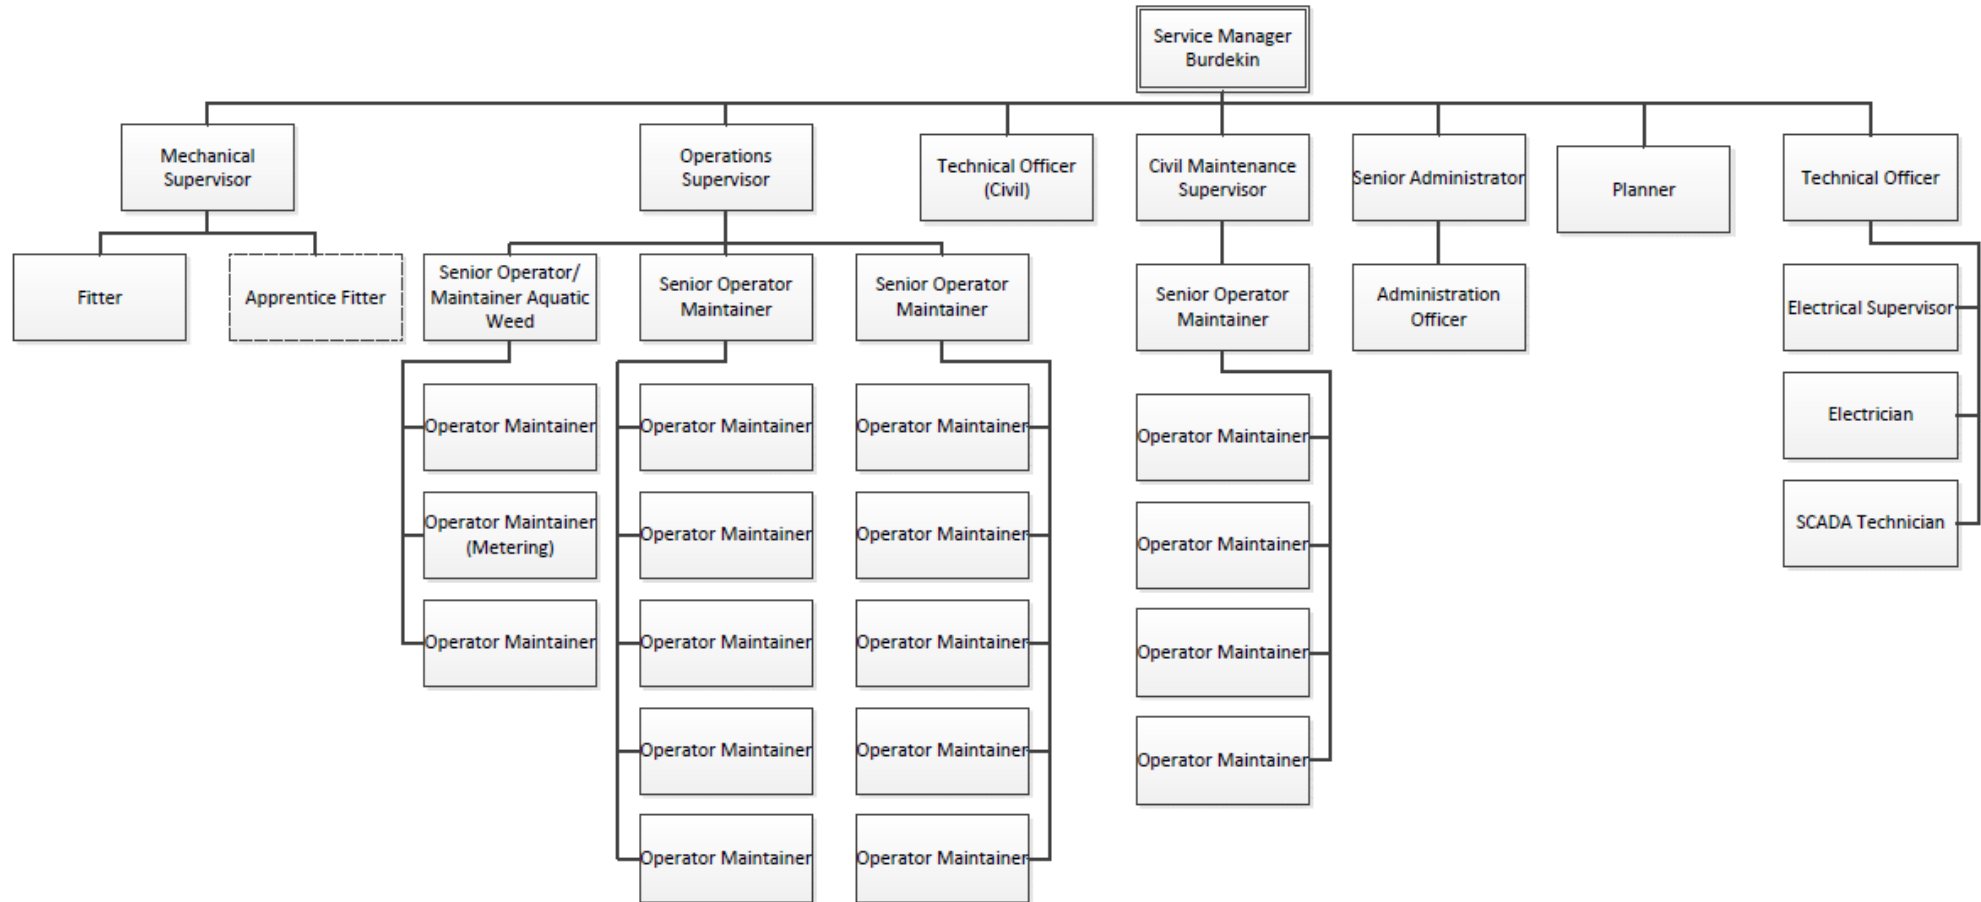 Service Manager
Burdekin
Mechanical
Supervisor
Operations
Supervisor
Technical Officer
(Civil)
Civil Maintenance
Supervisor
Senior Administrator
Planner
Technical Officer
Fitter
Apprentice Fitter
Senior Operator/
Maintainer Aquatic
Weed
Senior Operator
Maintainer
Senior Operator
Maintainer
Senior Operator
Maintainer
Administration
Officer
Electrical Supervisor
Operator Maintainer
Operator Maintainer
Operator Maintainer
Operator Maintainer
Electrician
Operator Maintainer
(Metering)
Operator Maintainer
Operator Maintainer
Operator Maintainer
SCADA Technician
Operator Maintainer
Operator Maintainer
Operator Maintainer
Operator Maintainer
Operator Maintainer
Operator Maintainer
Operator Maintainer
Operator Maintainer
Operator Maintainer